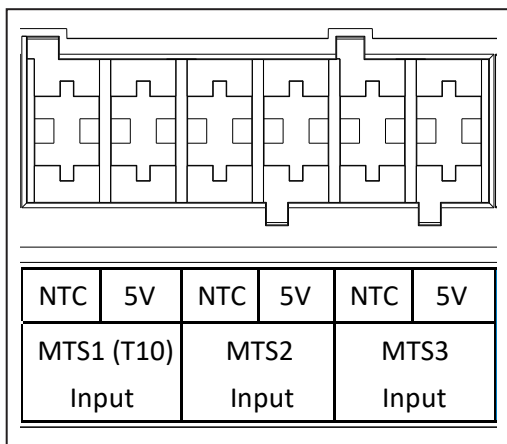 NTC 5V NTC 5V NTC 5V
MTS1 (T10) MTS2 MTS3
Input Input Input